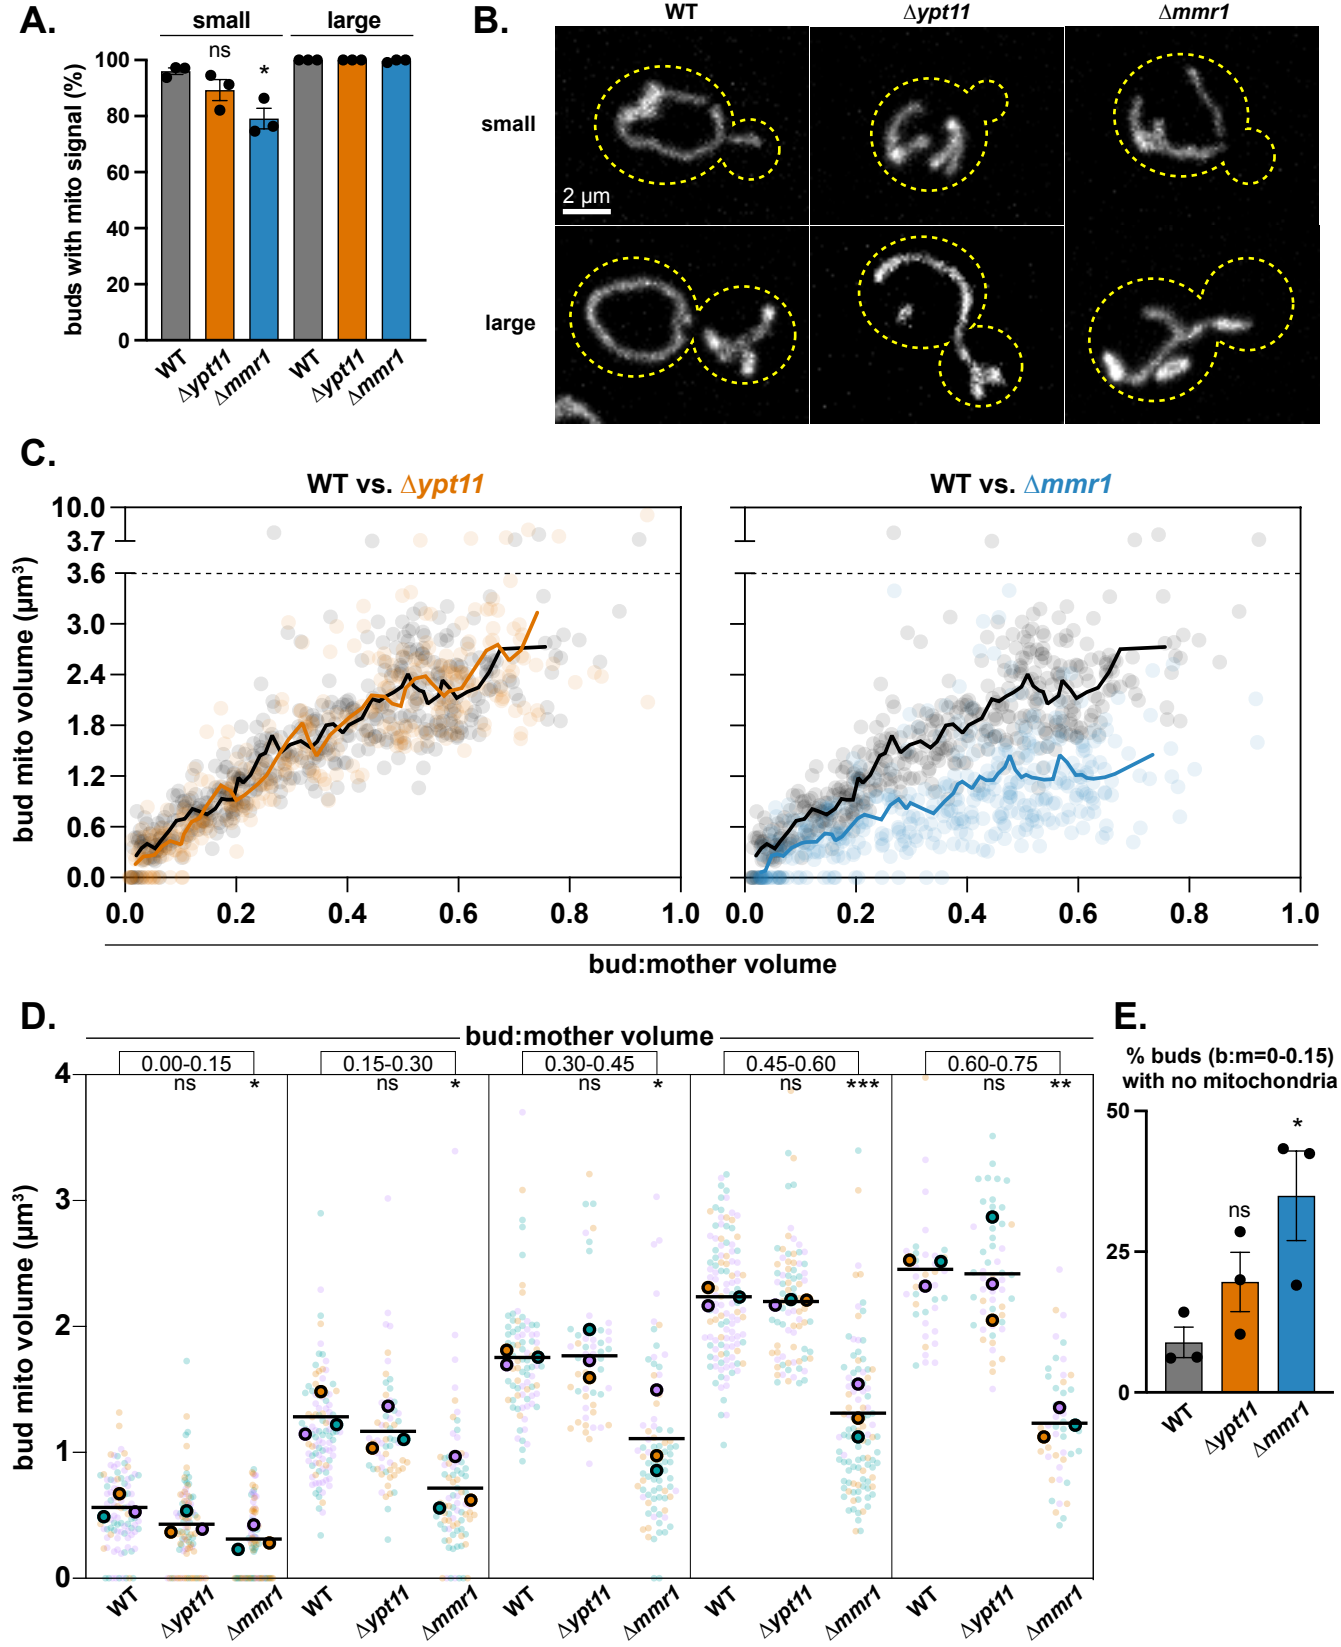 A.
small large
ns
*
buds with mito signal (%)
100
80
60
40
20
0
WT Δypt11 Δmmr1 WT Δypt11 Δmmr1
B.
WT Δypt11 Δmmr1
small
2 µm
large
C.
WT vs. Δypt11 WT vs. Δmmr1
bud mito volume (µm³)
10.0
3.7
3.6
3.0
2.4
1.8
1.2
0.6
0.0
0.0 0.2 0.4 0.6 0.8 1.0 0.0 0.2 0.4 0.6 0.8 1.0
bud:mother volume
D.
bud:mother volume
0.00-0.15 0.15-0.30 0.30-0.45 0.45-0.60 0.60-0.75
ns * ns * ns * ns *** ns **
bud mito volume (µm³)
4
3
2
1
0
WT Δypt11 Δmmr1 WT Δypt11 Δmmr1 WT Δypt11 Δmmr1 WT Δypt11 Δmmr1 WT Δypt11 Δmmr1
E.
% buds (b:m=0-0.15)
with no mitochondria
50
25
0
ns
*
WT Δypt11 Δmmr1